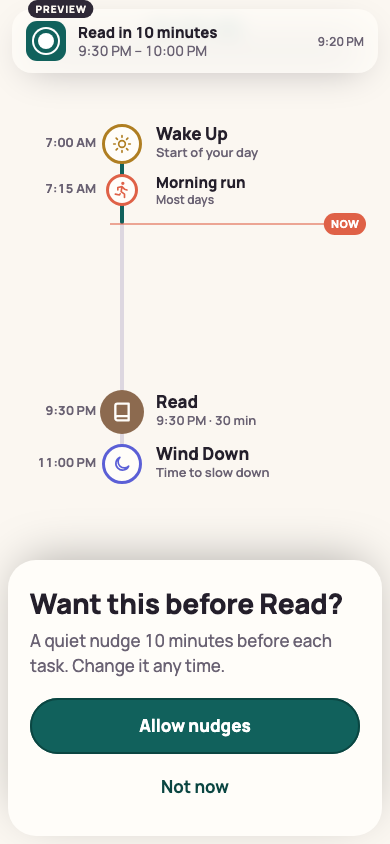 PREVIEW
Read in 10 minutes
9:30 PM – 10:00 PM
9:20 PM
7:00 AM
Wake Up
Start of your day
7:15 AM
Morning run
Most days
NOW
9:30 PM
Read
9:30 PM · 30 min
11:00 PM
Wind Down
Time to slow down
Want this before Read?
A quiet nudge 10 minutes before each
task. Change it any time.
Allow nudges
Not now